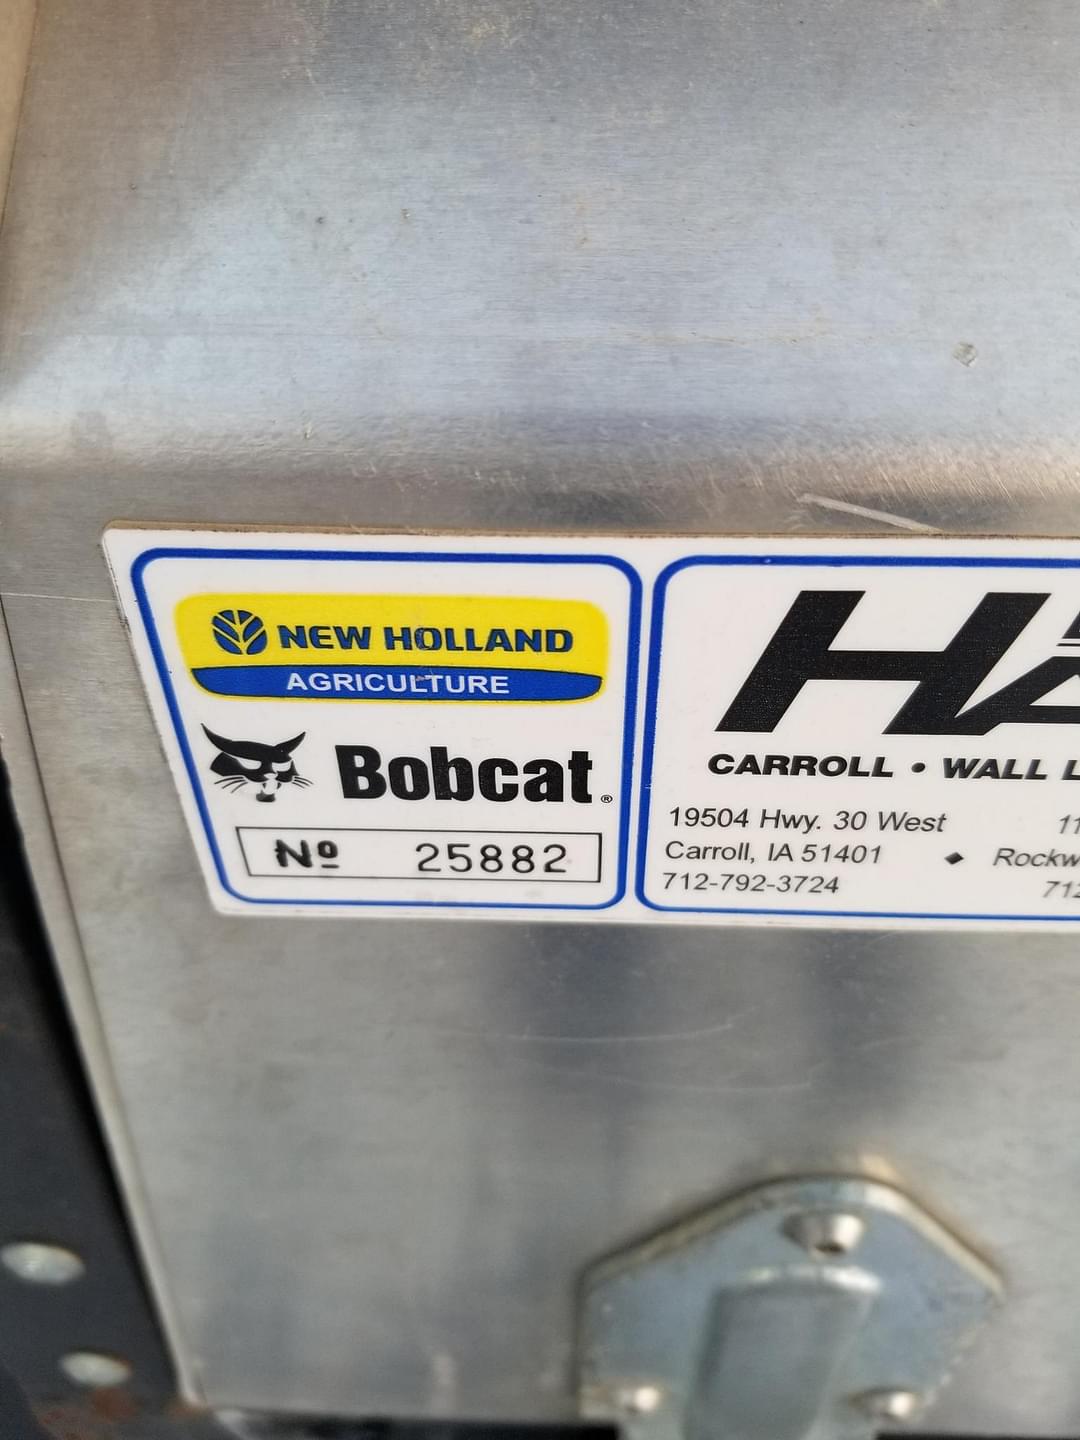 NEW HOLLAND
AGRICULTURE
Bobcat®
Nº 25882
CARROLL • WALL
19504 Hwy. 30 West
Carroll, IA 51401 ◆
712-792-3724